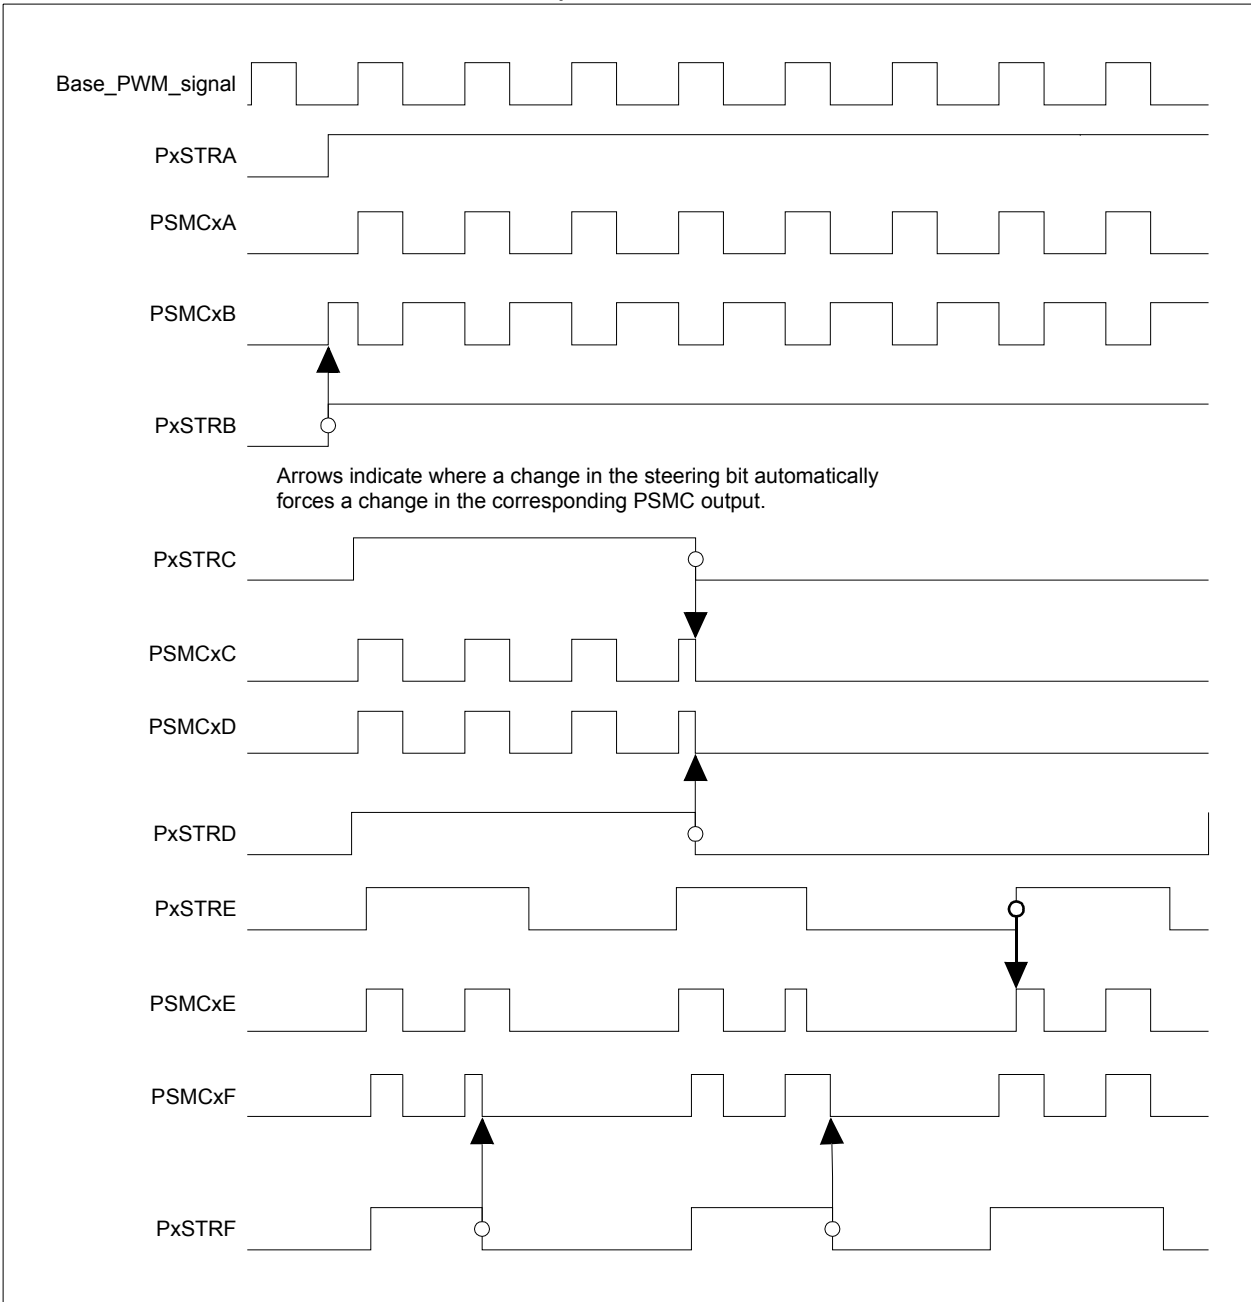 Base_PWM_signal
PxSTRA
PSMCxA
PSMCxB
PxSTRB
Arrows indicate where a change in the steering bit automatically
forces a change in the corresponding PSMC output.
PxSTRC
PSMCxC
PSMCxD
PxSTRD
PxSTRE
PSMCxE
PSMCxF
PxSTRF